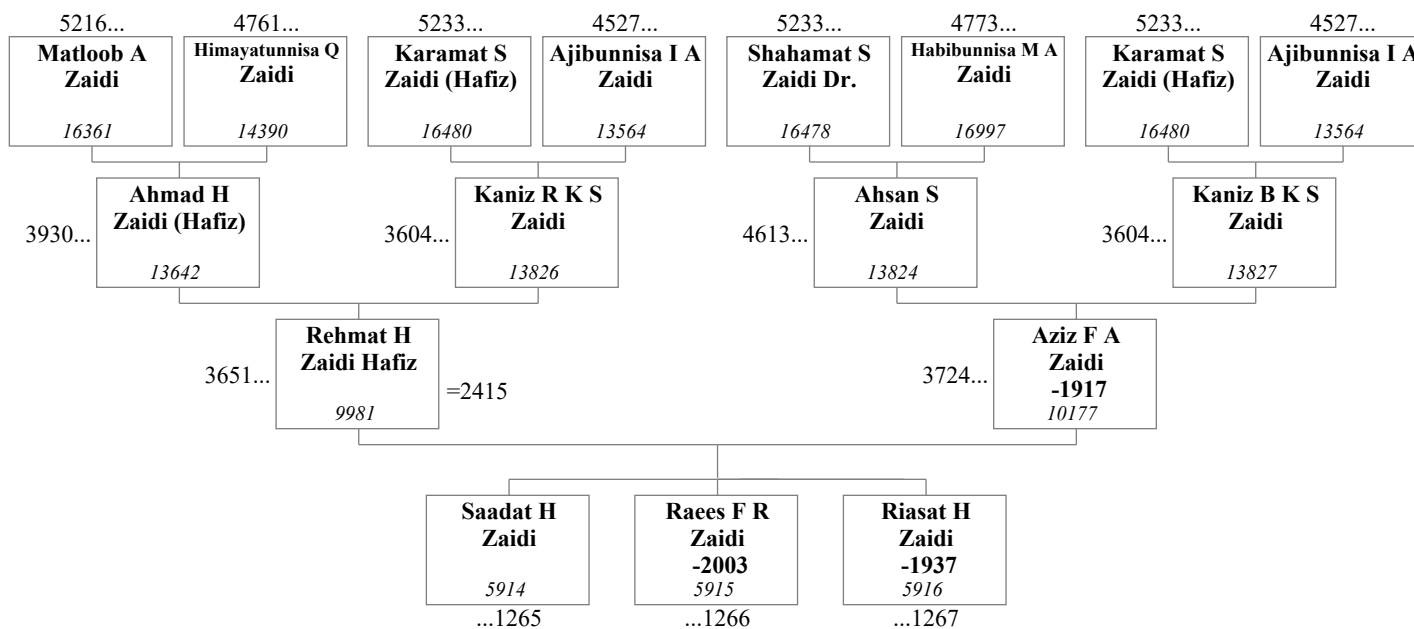 5216... 4761... 5233... 4527... 5233... 4773... 5233... 4527...
Matloob A
Zaidi
16361
Himayatunnisa Q
Zaidi
14390
Karamat S
Zaidi (Hafiz)
16480
Ajibunnisa I A
Zaidi
13564
Shahamat S
Zaidi Dr.
16478
Habibunnisa M A
Zaidi
16997
Karamat S
Zaidi (Hafiz)
16480
Ajibunnisa I A
Zaidi
13564
3930...
Ahmad H
Zaidi (Hafiz)
13642
3604...
Kaniz R K S
Zaidi
13826
4613...
Ahsan S
Zaidi
13824
3604...
Kaniz B K S
Zaidi
13827
3651...
Rehmat H
Zaidi Hafiz
9981
=2415
3724...
Aziz F A
Zaidi
-1917
10177
Saadat H
Zaidi
5914
...1265
Raees F R
Zaidi
-2003
5915
...1266
Riasat H
Zaidi
-1937
5916
...1267